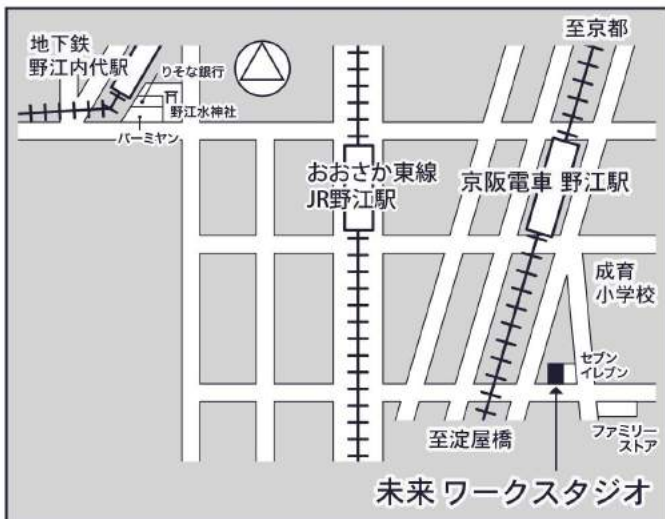 至京都
地下鉄
野江内代駅
りそな銀行
野江水神社
バーミヤン
おおさか東線
JR野江駅
京阪電車 野江駅
成育
小学校
セブン
イレブン
至淀屋橋
ファミリー
ストア
未来ワークスタジオ